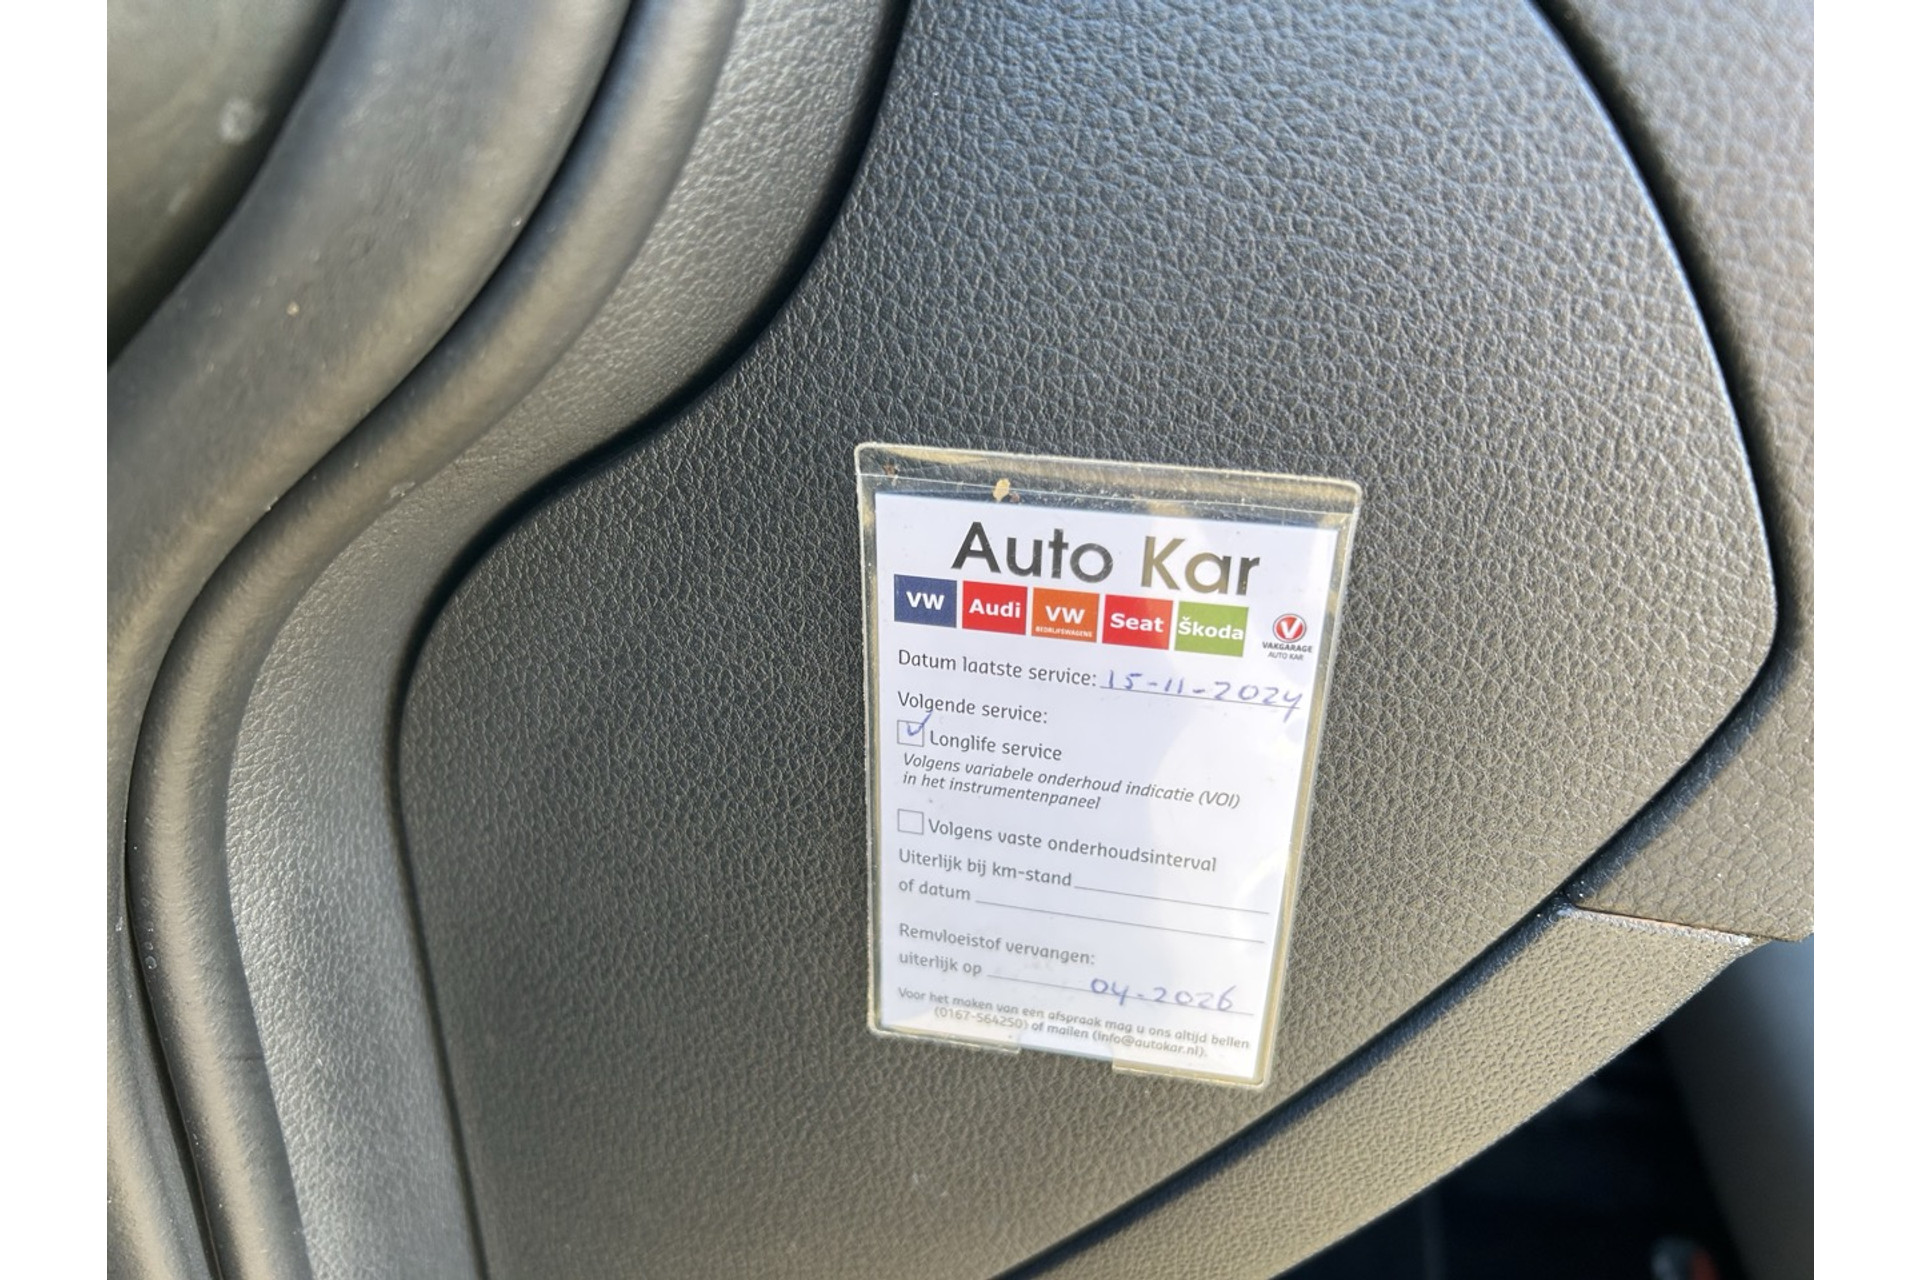 Auto Kar
VW Audi VW Seat Škoda
BEDRIJFSWAGENS
V
VAKGARAGE
AUTO KAR
Datum laatste service: 15-11-2024
Volgende service:
Longlife service
Volgens variabele onderhoud indicatie (VOI)
in het instrumentenpaneel
Volgens vaste onderhoudsinterval
Uiterlijk bij km-stand
of datum
Remvloeistof vervangen:
uiterlijk op 04-2026
Voor het maken van een afspraak mag u ons altijd bellen
(0167-564250) of mailen (info@autokar.nl).